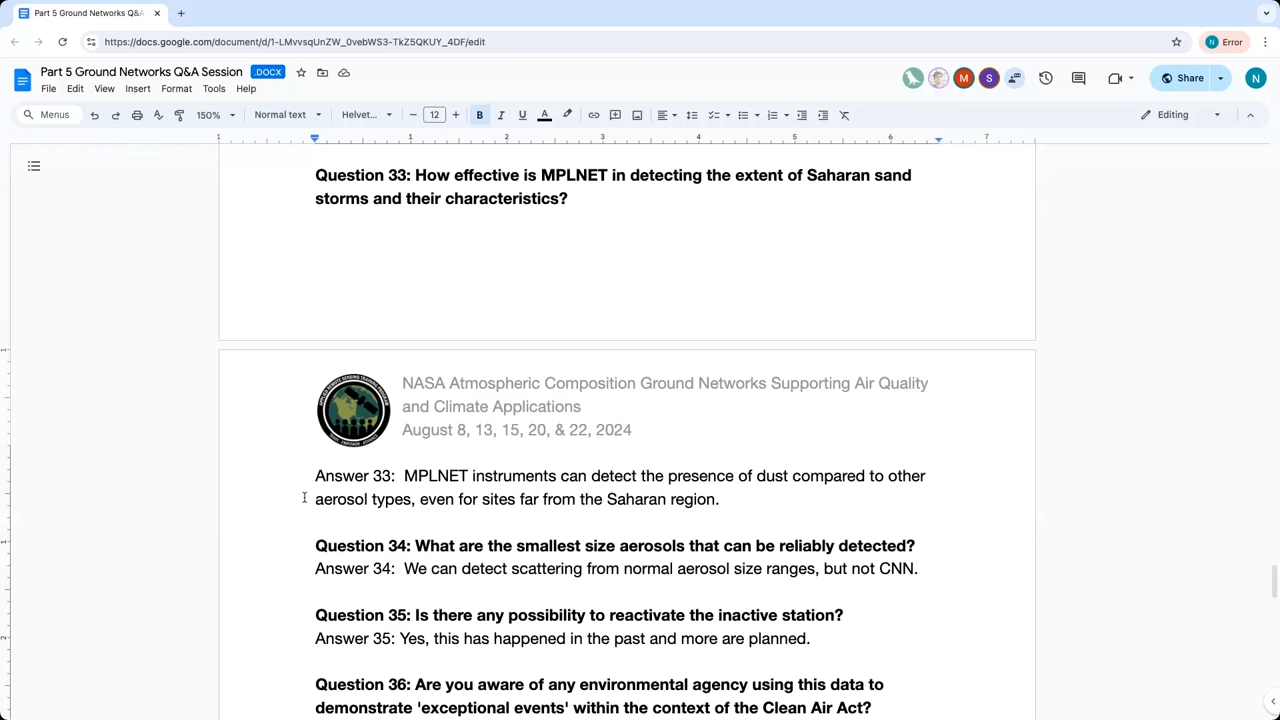 Part 5 Ground Networks Q&A
https://docs.google.com/document/d/1-LMvvsqUnZW_0vebWS3-TkZ5QKUY_4DF/edit
N Error
Part 5 Ground Networks Q&A Session .DOCX
M S Share N
File Edit View Insert Format Tools Help
Menus 150% Normal text Helvet... 12 B I U A Editing
1 1 2 3 4 5 6 7
Question 33: How effective is MPLNET in detecting the extent of Saharan sand
storms and their characteristics?
NASA Atmospheric Composition Ground Networks Supporting Air Quality
and Climate Applications
August 8, 13, 15, 20, & 22, 2024
Answer 33: MPLNET instruments can detect the presence of dust compared to other
aerosol types, even for sites far from the Saharan region.
Question 34: What are the smallest size aerosols that can be reliably detected?
Answer 34: We can detect scattering from normal aerosol size ranges, but not CNN.
Question 35: Is there any possibility to reactivate the inactive station?
Answer 35: Yes, this has happened in the past and more are planned.
Question 36: Are you aware of any environmental agency using this data to
demonstrate 'exceptional events' within the context of the Clean Air Act?